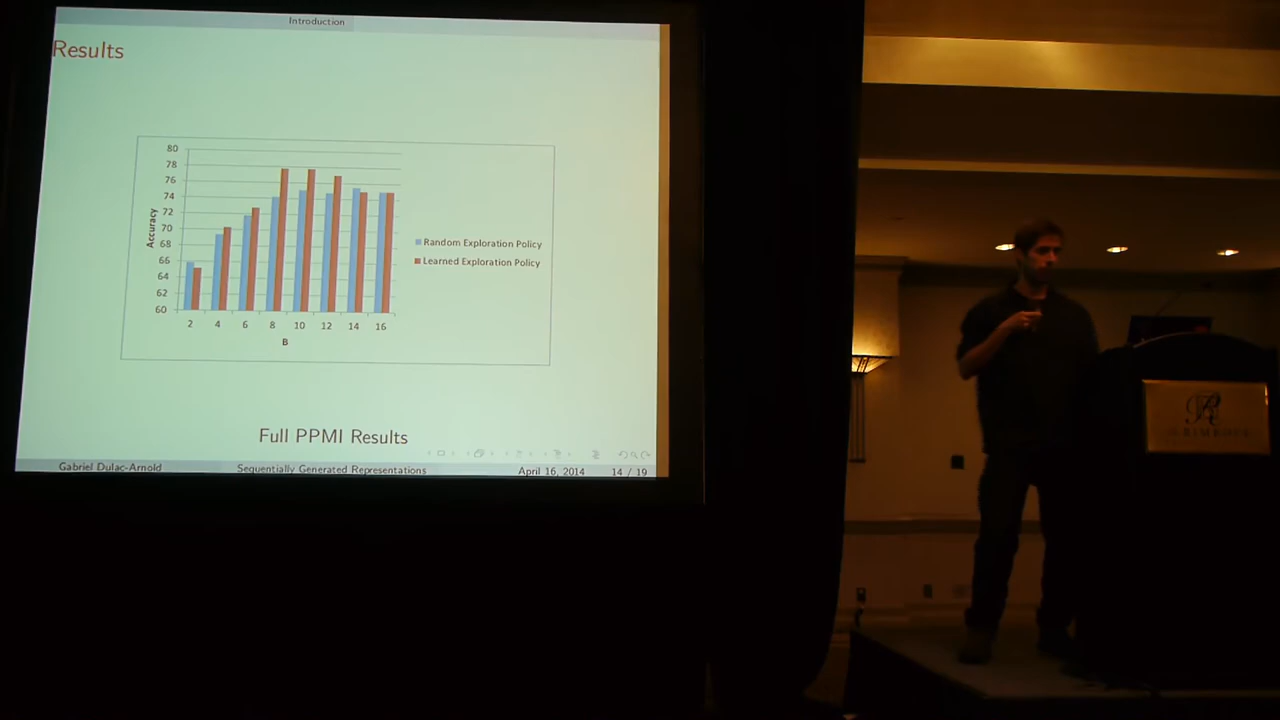 Introduction
Results
80
78
76
74
72
70
68
66
64
62
60
Accuracy
2 4 6 8 10 12 14 16
B
Random Exploration Policy
Learned Exploration Policy
Full PPMI Results
Gabriel Dulac-Arnold Sequentially Generated Representations April 16, 2014 14 / 19